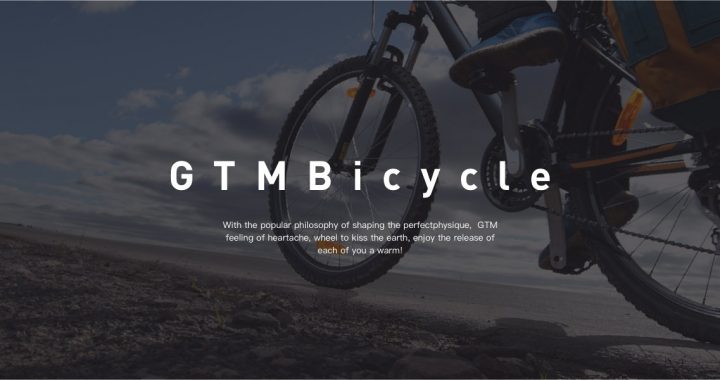 GTMBicycle
With the popular philosophy of shaping the perfectphysique, GTM
feeling of heartache, wheel to kiss the earth, enjoy the release of
each of you a warm!